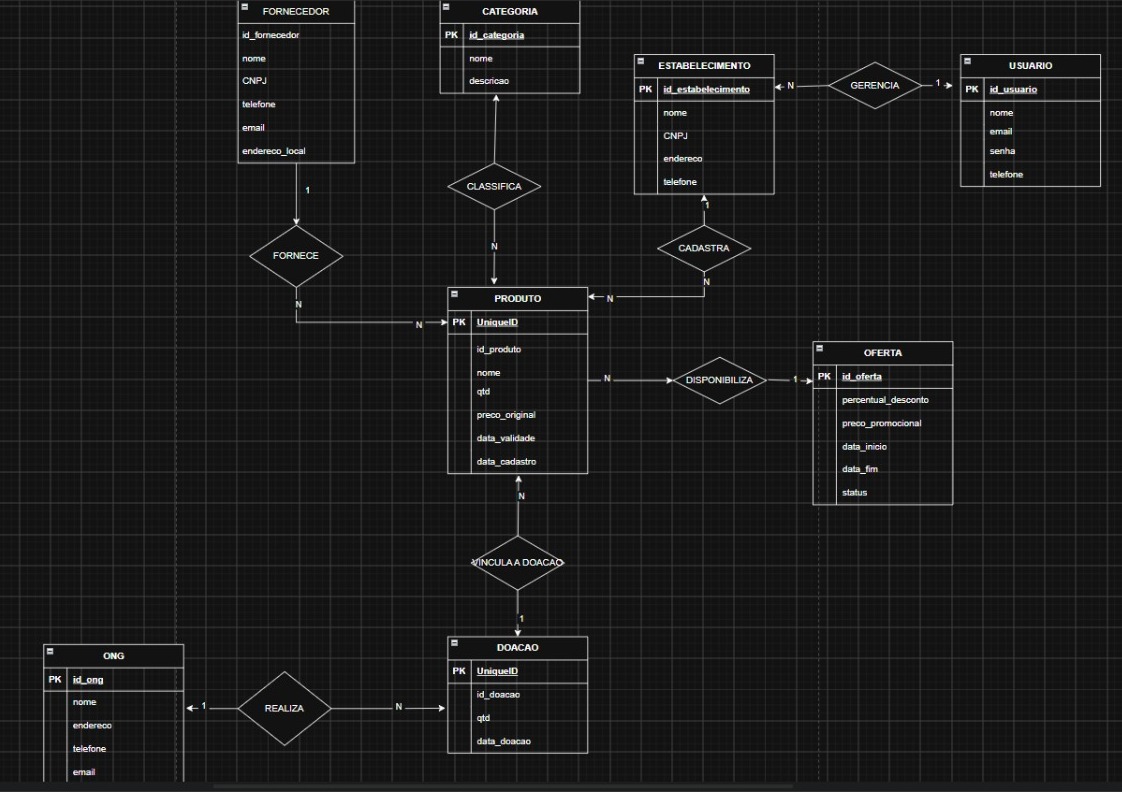 FORNECEDOR
id_fornecedor
nome
CNPJ
telefone
email
endereco_local
CATEGORIA
PK id_categoria
nome
descricao
ESTABELECIMENTO
PK id_estabelecimento
nome
CNPJ
endereco
telefone
N
GERENCIA
1
USUARIO
PK id_usuario
nome
email
senha
telefone
1
FORNECE
N
N
CLASSIFICA
N
1
CADASTRA
N
N
PRODUTO
PK UniqueID
id_produto
nome
qtd
preco_original
data_validade
data_cadastro
N
DISPONIBILIZA
1
OFERTA
PK id_oferta
percentual_desconto
preco_promocional
data_inicio
data_fim
status
N
VINCULA A DOACAO
1
ONG
PK id_ong
nome
endereco
telefone
email
1
REALIZA
N
DOACAO
PK UniqueID
id_doacao
qtd
data_doacao